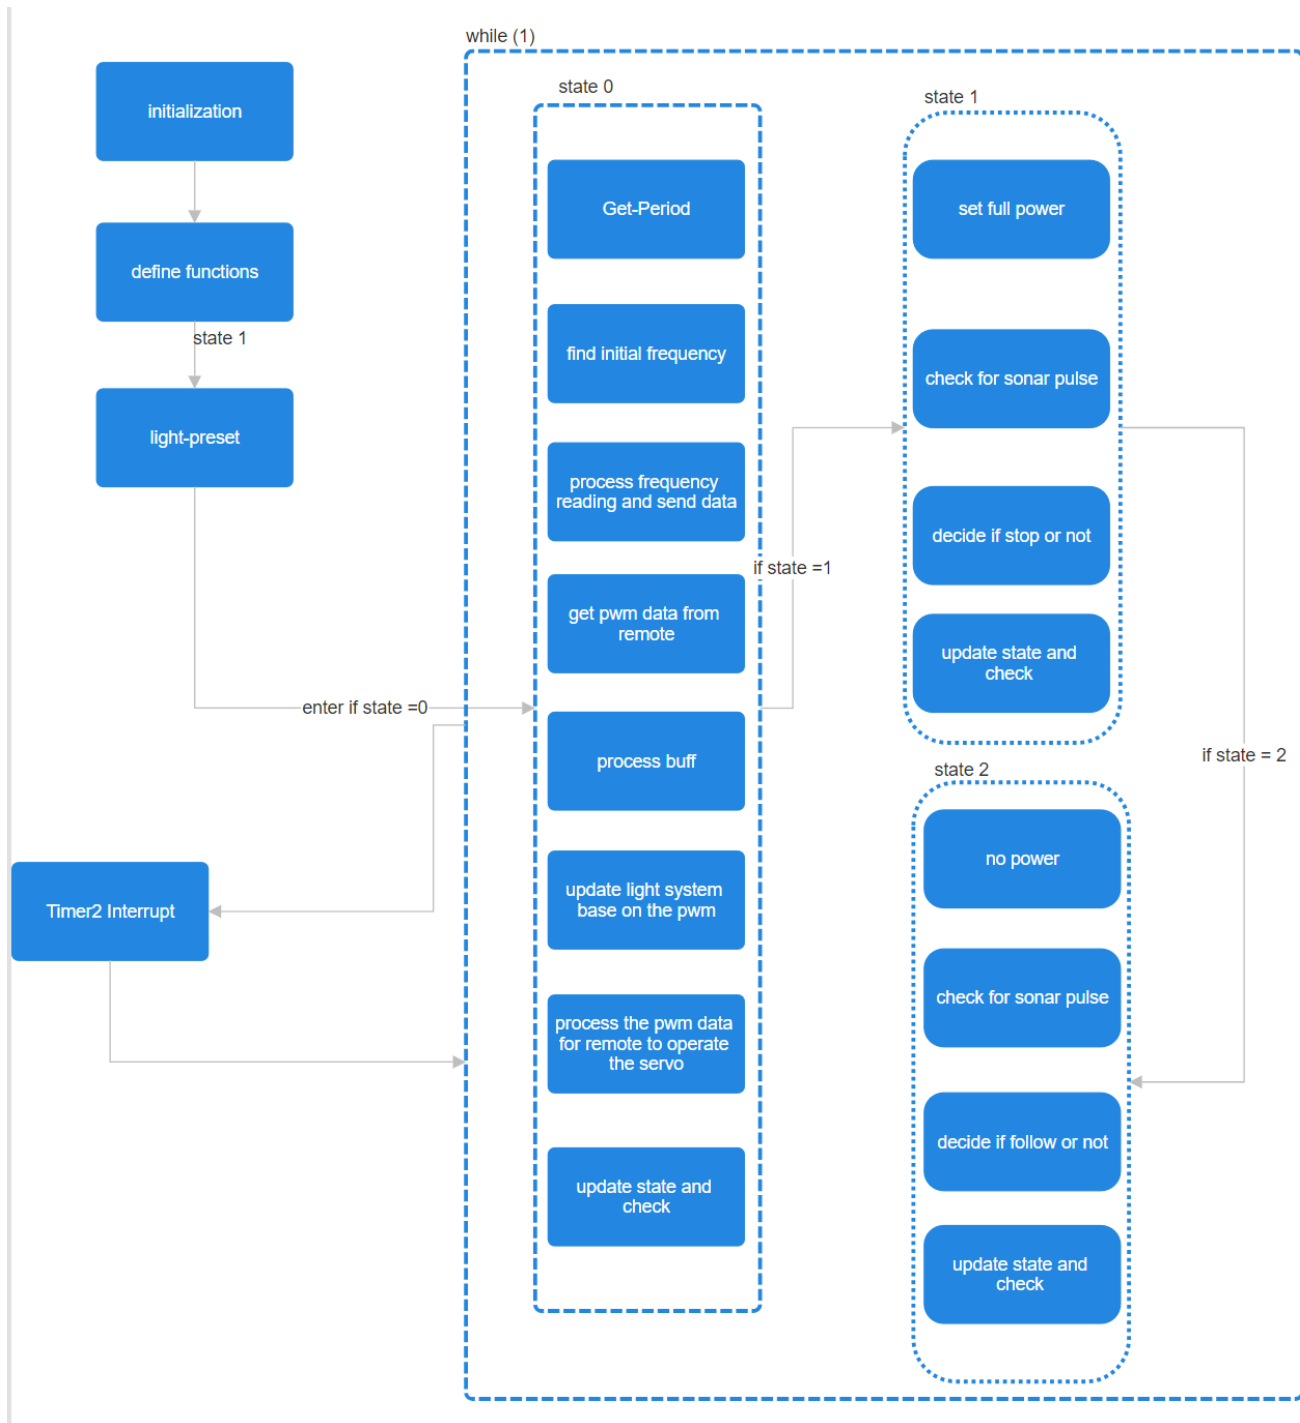 while (1)
initialization
define functions
state 1
light-preset
enter if state =0
Timer2 Interrupt
state 0
Get-Period
find initial frequency
process frequency
reading and send data
get pwm data from
remote
process buff
update light system
base on the pwm
process the pwm data
for remote to operate
the servo
update state and
check
if state =1
state 1
set full power
check for sonar pulse
decide if stop or not
update state and
check
if state = 2
state 2
no power
check for sonar pulse
decide if follow or not
update state and
check